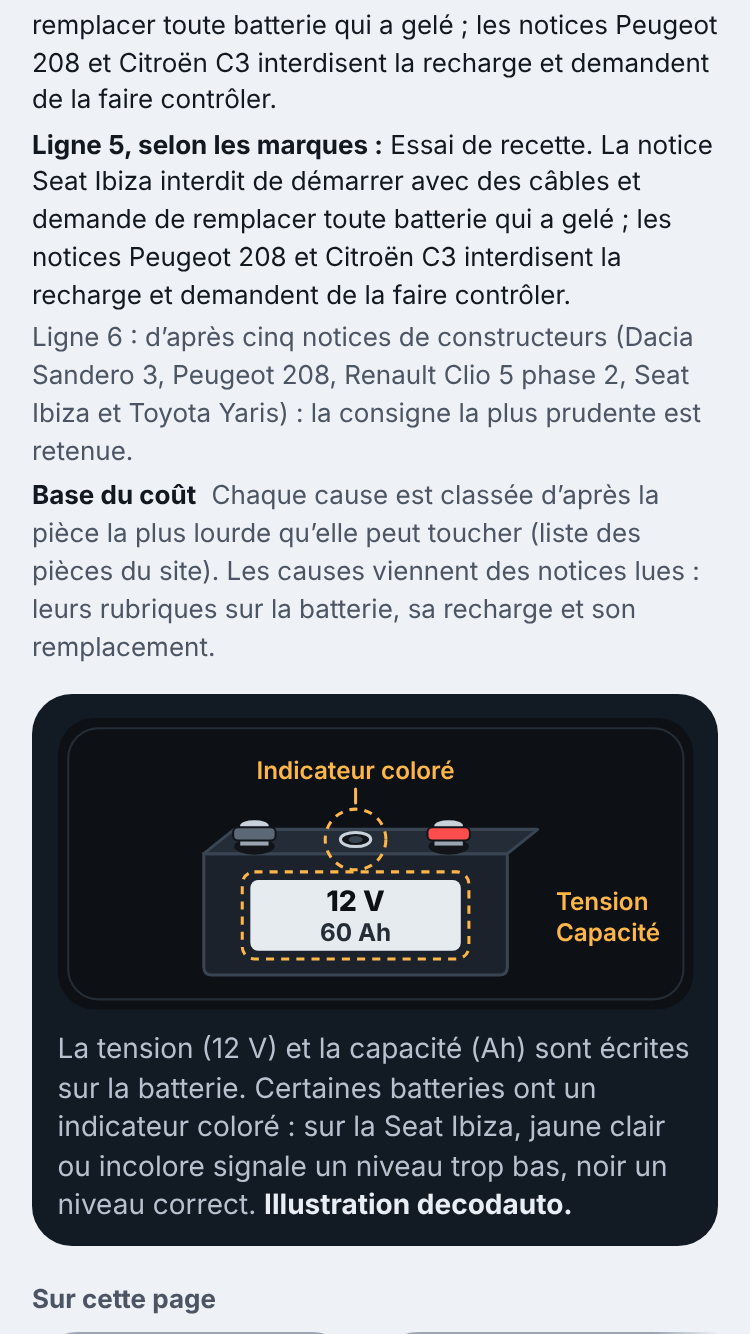 remplacer toute batterie qui a gelé ; les notices Peugeot
208 et Citroën C3 interdisent la recharge et demandent
de la faire contrôler.
Ligne 5, selon les marques : Essai de recette. La notice
Seat Ibiza interdit de démarrer avec des câbles et
demande de remplacer toute batterie qui a gelé ; les
notices Peugeot 208 et Citroën C3 interdisent la
recharge et demandent de la faire contrôler.
Ligne 6 : d’après cinq notices de constructeurs (Dacia
Sandero 3, Peugeot 208, Renault Clio 5 phase 2, Seat
Ibiza et Toyota Yaris) : la consigne la plus prudente est
retenue.
Base du coût Chaque cause est classée d’après la
pièce la plus lourde qu’elle peut toucher (liste des
pièces du site). Les causes viennent des notices lues :
leurs rubriques sur la batterie, sa recharge et son
remplacement.
Indicateur coloré
12 V
60 Ah
Tension
Capacité
La tension (12 V) et la capacité (Ah) sont écrites
sur la batterie. Certaines batteries ont un
indicateur coloré : sur la Seat Ibiza, jaune clair
ou incolore signale un niveau trop bas, noir un
niveau correct. Illustration decodauto.
Sur cette page